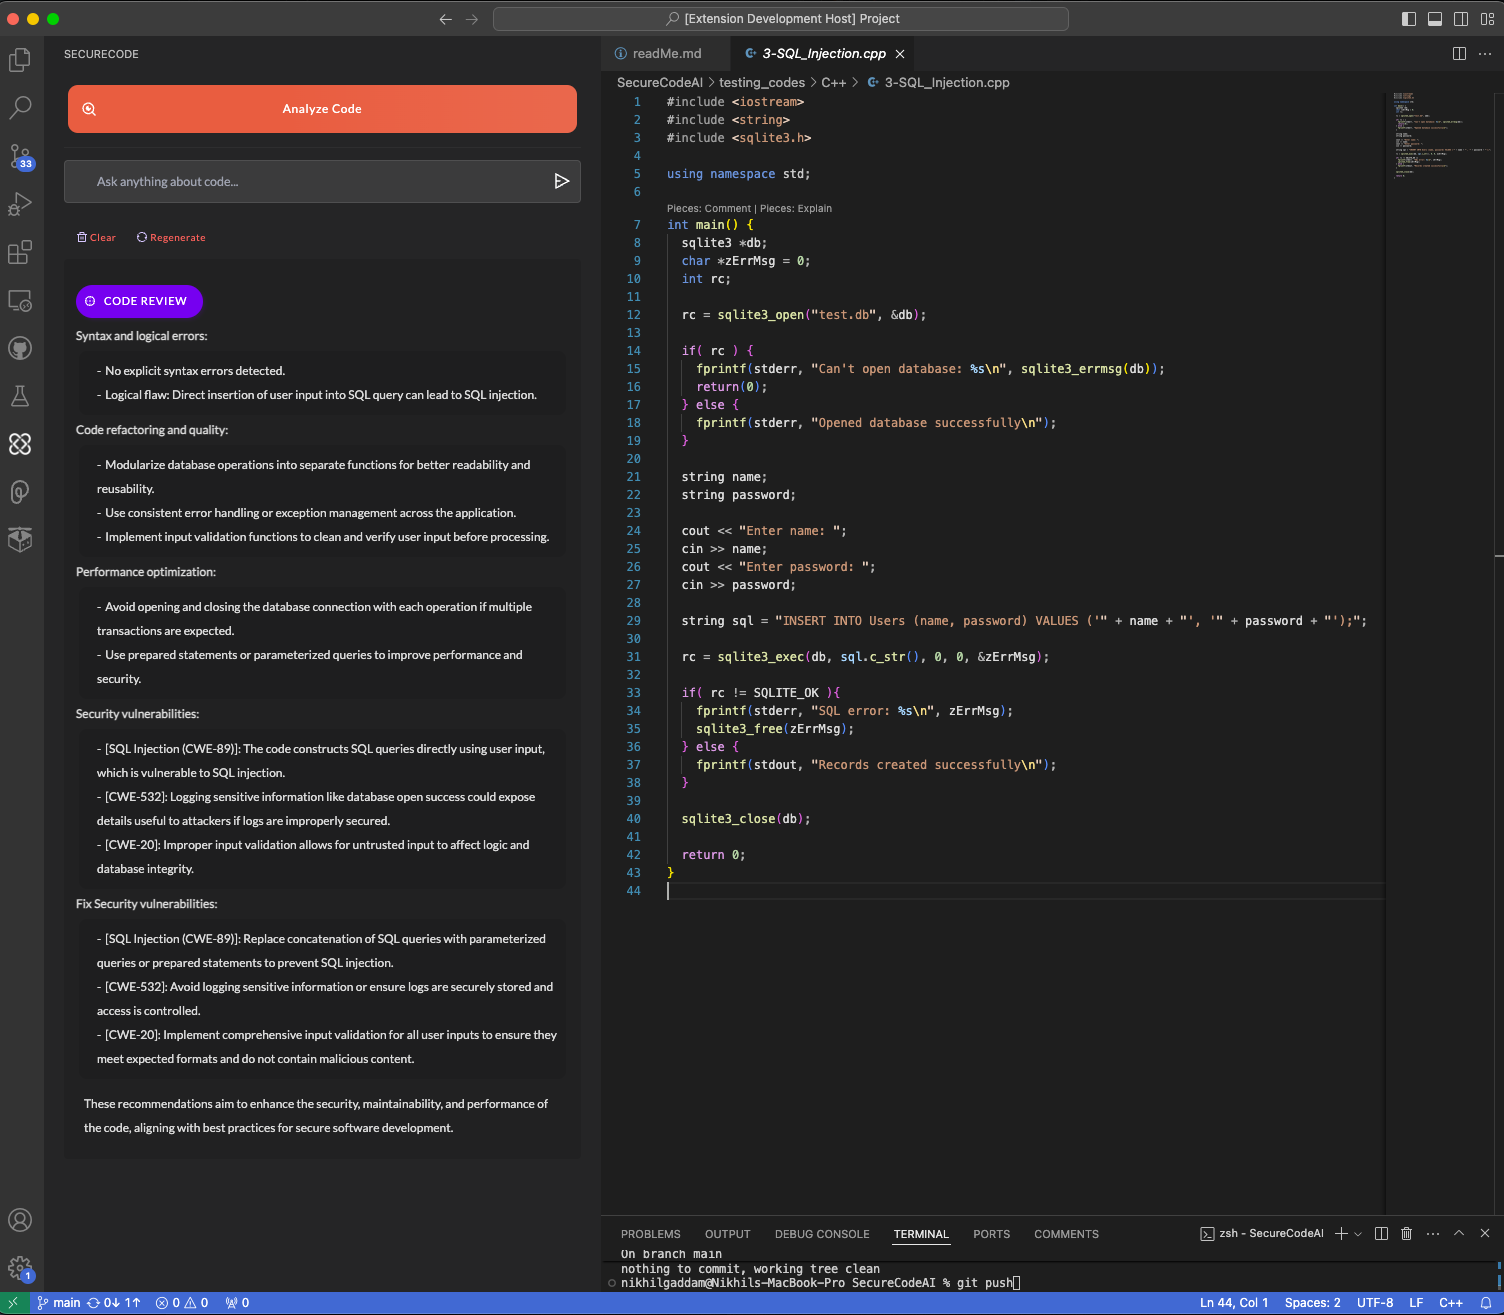 [Extension Development Host] Project
SECURECODE
Analyze Code
Ask anything about code...
Clear
Regenerate
CODE REVIEW
Syntax and logical errors:
- No explicit syntax errors detected.
- Logical flaw: Direct insertion of user input into SQL query can lead to SQL injection.
Code refactoring and quality:
- Modularize database operations into separate functions for better readability and
reusability.
- Use consistent error handling or exception management across the application.
- Implement input validation functions to clean and verify user input before processing.
Performance optimization:
- Avoid opening and closing the database connection with each operation if multiple
transactions are expected.
- Use prepared statements or parameterized queries to improve performance and
security.
Security vulnerabilities:
- [SQL Injection (CWE-89)]: The code constructs SQL queries directly using user input,
which is vulnerable to SQL injection.
- [CWE-532]: Logging sensitive information like database open success could expose
details useful to attackers if logs are improperly secured.
- [CWE-20]: Improper input validation allows for untrusted input to affect logic and
database integrity.
Fix Security vulnerabilities:
- [SQL Injection (CWE-89)]: Replace concatenation of SQL queries with parameterized
queries or prepared statements to prevent SQL injection.
- [CWE-532]: Avoid logging sensitive information or ensure logs are securely stored and
access is controlled.
- [CWE-20]: Implement comprehensive input validation for all user inputs to ensure they
meet expected formats and do not contain malicious content.
These recommendations aim to enhance the security, maintainability, and performance of
the code, aligning with best practices for secure software development.
33
1
readMe.md
3-SQL_Injection.cpp
SecureCodeAI > testing_codes > C++ > 3-SQL_Injection.cpp
1 #include <iostream>
2 #include <string>
3 #include <sqlite3.h>
4
5 using namespace std;
6
Pieces: Comment | Pieces: Explain
7 int main() {
8 sqlite3 *db;
9 char *zErrMsg = 0;
10 int rc;
11
12 rc = sqlite3_open("test.db", &db);
13
14 if( rc ) {
15 fprintf(stderr, "Can't open database: %s\n", sqlite3_errmsg(db));
16 return(0);
17 } else {
18 fprintf(stderr, "Opened database successfully\n");
19 }
20
21 string name;
22 string password;
23
24 cout << "Enter name: ";
25 cin >> name;
26 cout << "Enter password: ";
27 cin >> password;
28
29 string sql = "INSERT INTO Users (name, password) VALUES ('" + name + "', '" + password + "');";
30
31 rc = sqlite3_exec(db, sql.c_str(), 0, 0, &zErrMsg);
32
33 if( rc != SQLITE_OK ){
34 fprintf(stderr, "SQL error: %s\n", zErrMsg);
35 sqlite3_free(zErrMsg);
36 } else {
37 fprintf(stdout, "Records created successfully\n");
38 }
39
40 sqlite3_close(db);
41
42 return 0;
43 }
44
PROBLEMS OUTPUT DEBUG CONSOLE TERMINAL PORTS COMMENTS
zsh - SecureCodeAI
On branch main
nothing to commit, working tree clean
nikhilgaddam@Nikhils-MacBook-Pro SecureCodeAI % git push
main 0↓ 1↑ 0 0 0
Ln 44, Col 1 Spaces: 2 UTF-8 LF C++